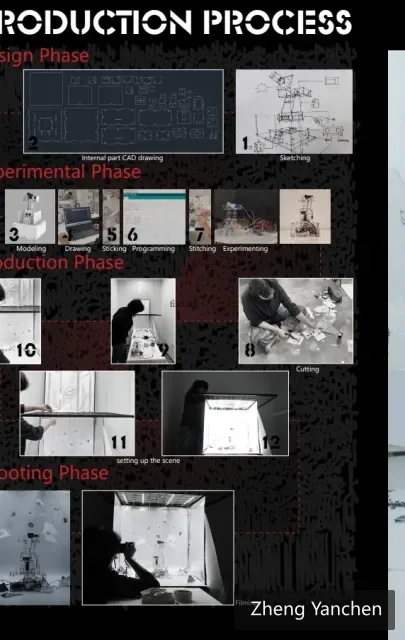 RODUCTION PROCESS
sign Phase
2
1
Internal part CAD drawing
Sketching
perimental Phase
3
5
6
7
Modeling
Drawing
Sticking
Programming
Stitching
Experimenting
oduction Phase
10
9
8
Cutting
11
12
setting up the scene
ooting Phase
Zheng Yanchen